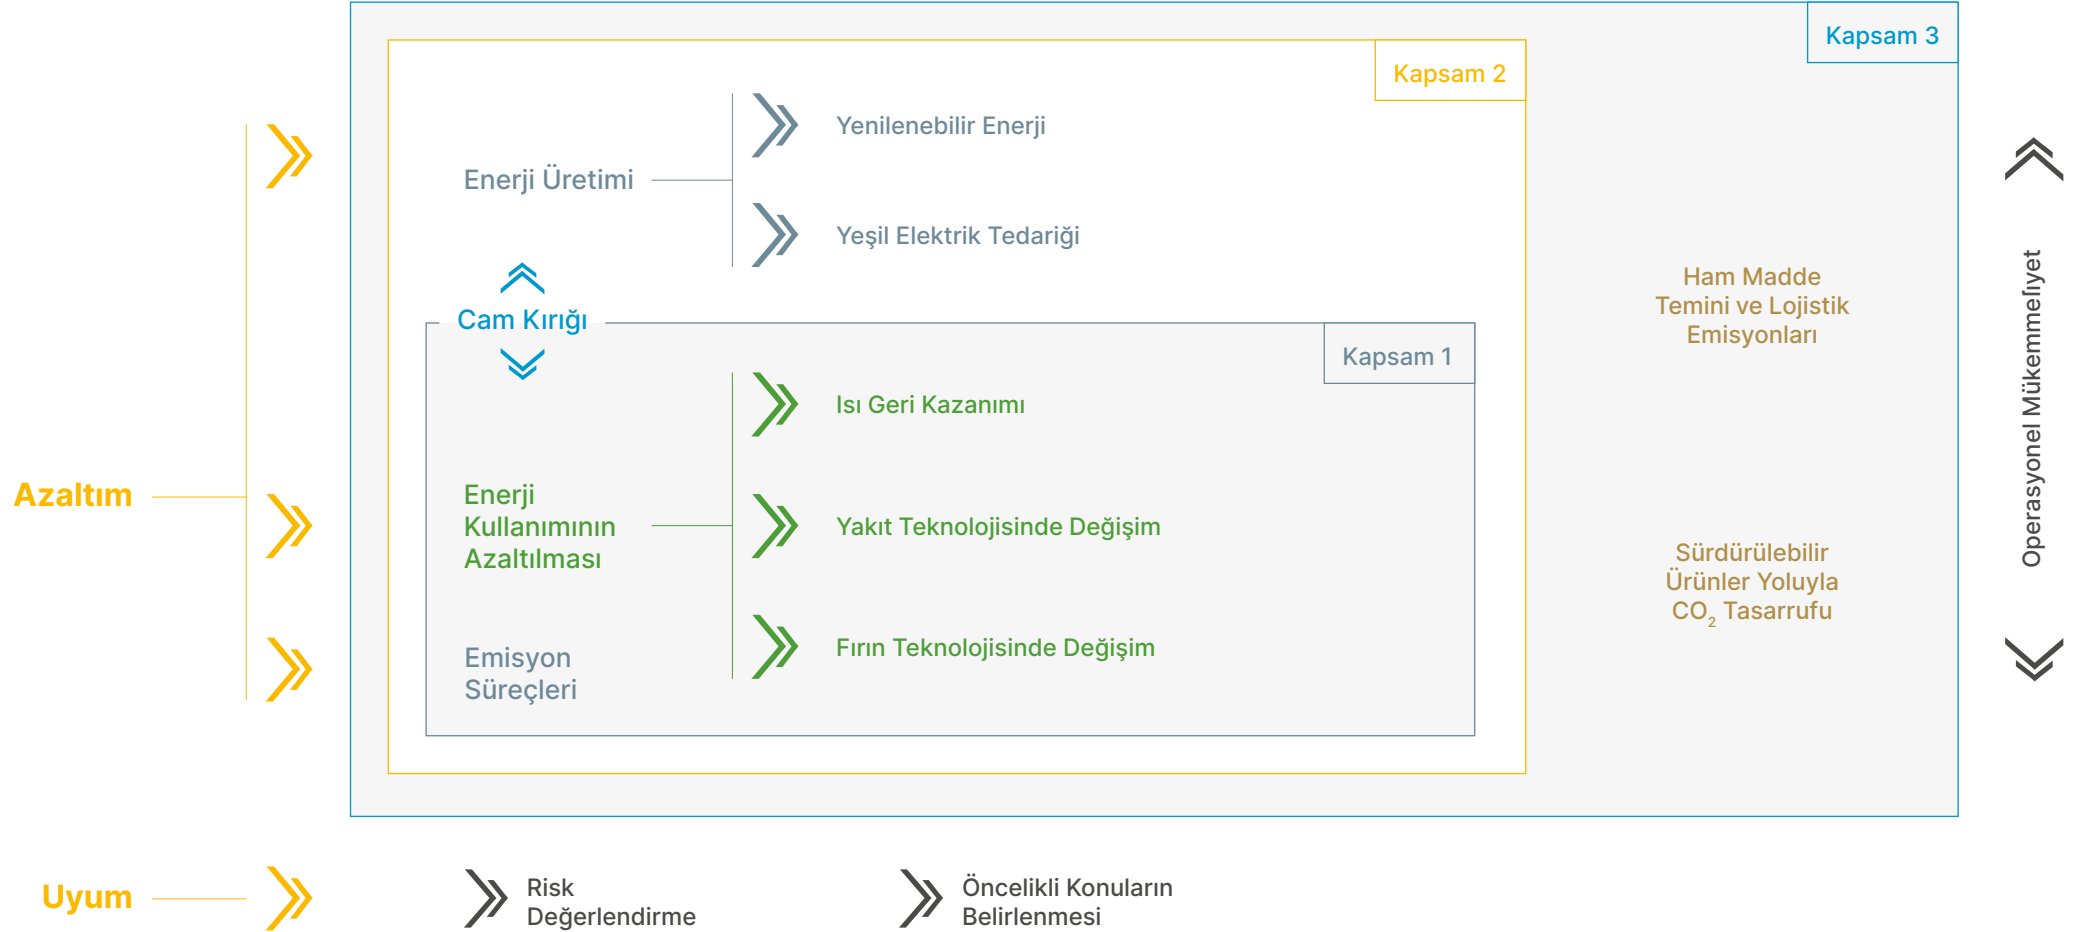 Kapsam 3
Kapsam 2
Yenilenebilir Enerji
Enerji Üretimi
Yeşil Elektrik Tedariği
Cam Kırığı
Kapsam 1
Isı Geri Kazanımı
Enerji
Kullanımının
Azaltılması
Yakıt Teknolojisinde Değişim
Fırın Teknolojisinde Değişim
Emisyon
Süreçleri
Ham Madde
Temini ve Lojistik
Emisyonları
Sürdürülebilir
Ürünler Yoluyla
CO₂ Tasarrufu
Operasyonel Mükemmeliyet
Azaltım
Uyum
Risk
Değerlendirme
Öncelikli Konuların
Belirlenmesi